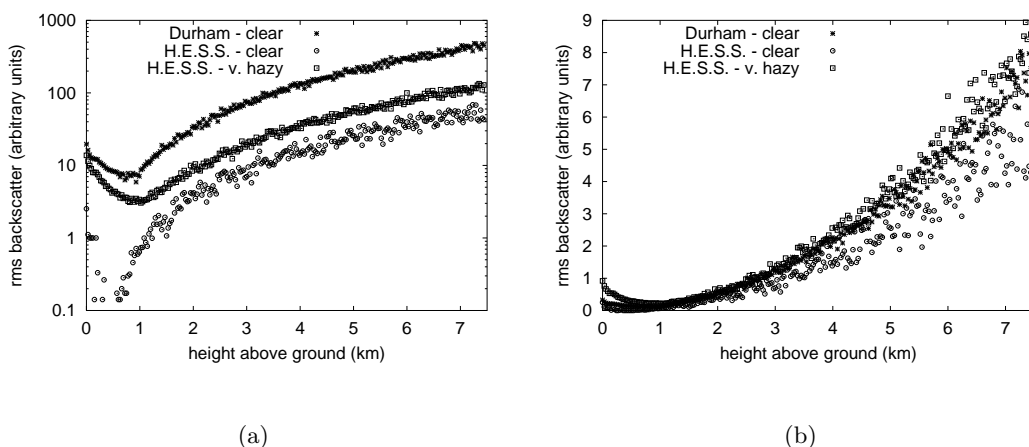 1000
100
10
1
0.1
rms backscatter (arbitrary units)
Durham - clear
H.E.S.S. - clear
H.E.S.S. - v. hazy
0 1 2 3 4 5 6 7
height above ground (km)
(a)
9
8
7
6
5
4
3
2
1
0
rms backscatter (arbitrary units)
Durham - clear
H.E.S.S. - clear
H.E.S.S. - v. hazy
0 1 2 3 4 5 6 7
height above ground (km)
(b)